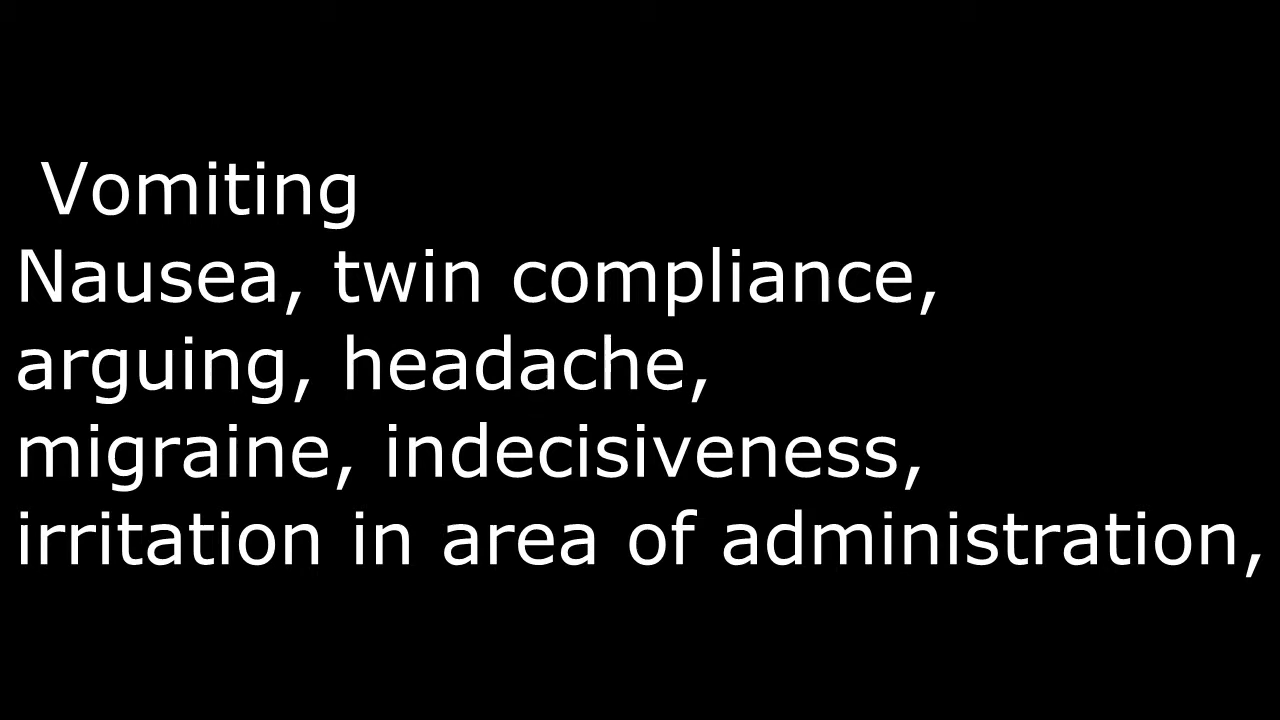 Vomiting
Nausea, twin compliance,
arguing, headache,
migraine, indecisiveness,
irritation in area of administration,